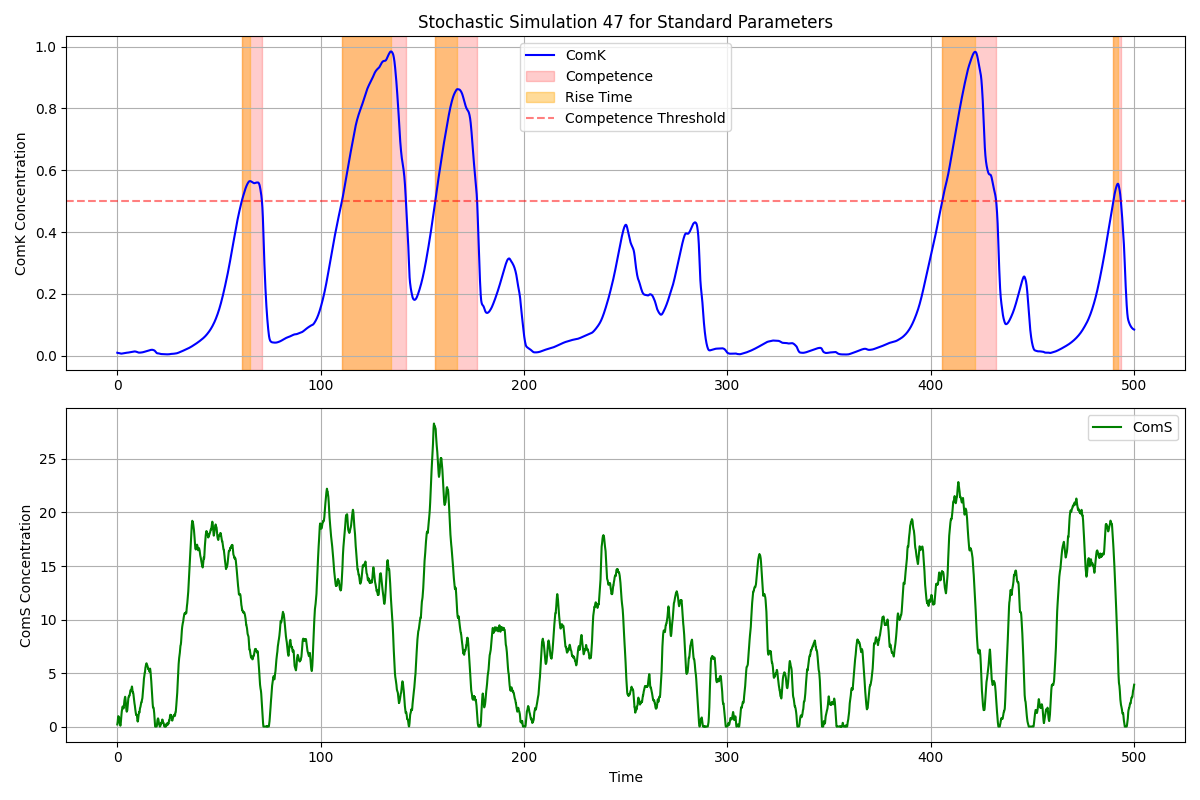 Stochastic Simulation 47 for Standard Parameters
ComK Concentration
1.0
0.8
0.6
0.4
0.2
0.0
ComK
Competence
Rise Time
Competence Threshold
0 100 200 300 400 500
ComS Concentration
25
20
15
10
5
0
ComS
0 100 200 300 400 500
Time